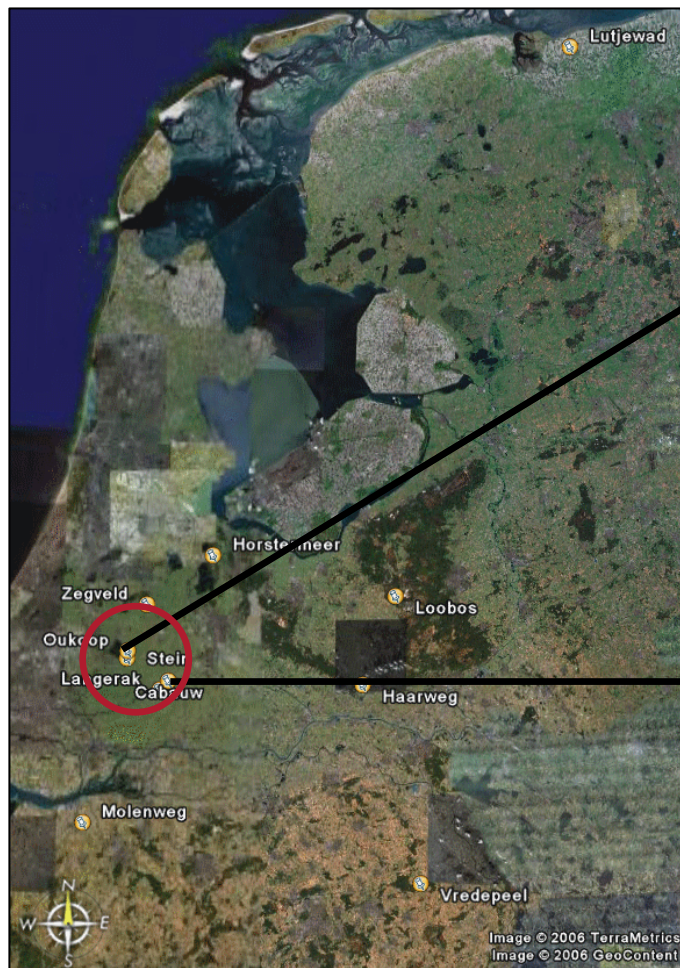 Lutjewad
Horstermeer
Zegveld
Loobos
Oukoop
Stein
Langerak
Cabauw
Haarweg
Molenweg
Vredepeel
N
W E
S
Image © 2006 TerraMetrics
Image © 2006 GeoContent